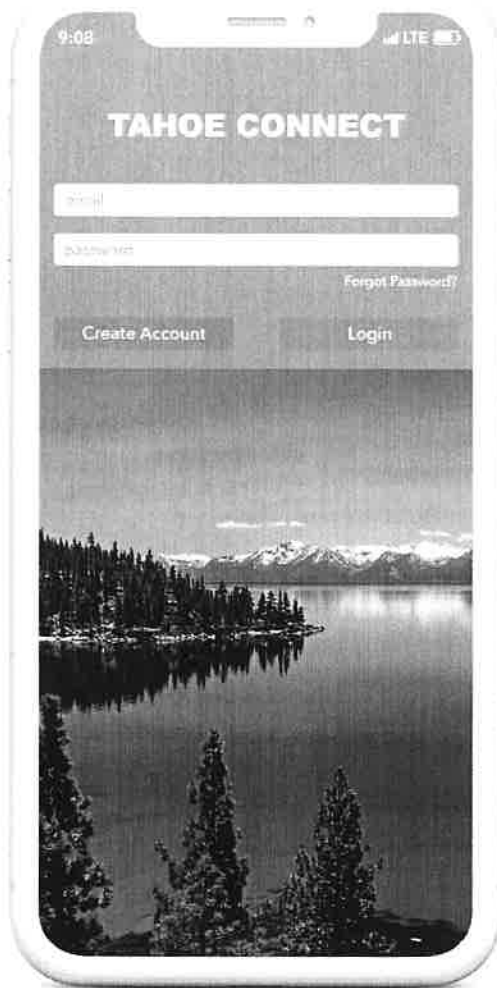 9:08 LTE
TAHOE CONNECT
email
password
Forgot Password?
Create Account Login